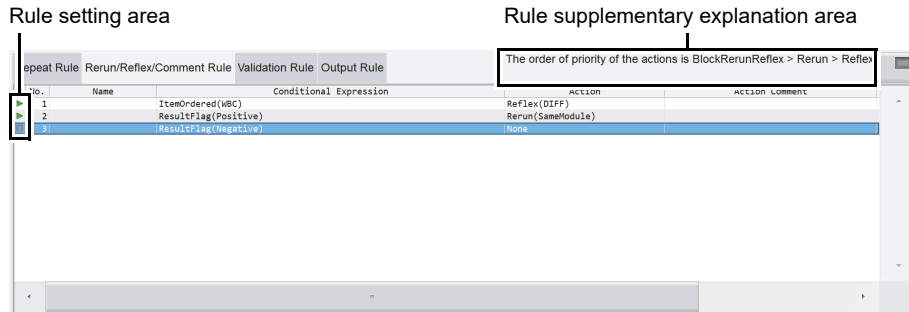 Rule setting area
Rule supplementary explanation area
epeat Rule Rerun/Reflex/Comment Rule Validation Rule Output Rule
The order of priority of the actions is BlockRerunReflex > Rerun > Reflex
No. Name Conditional Expression Action Action Comment
1 ItemOrdered(WBC) Reflex(DIFF)
2 ResultFlag(Positive) Rerun(SameModule)
3 ResultFlag(Negative) None